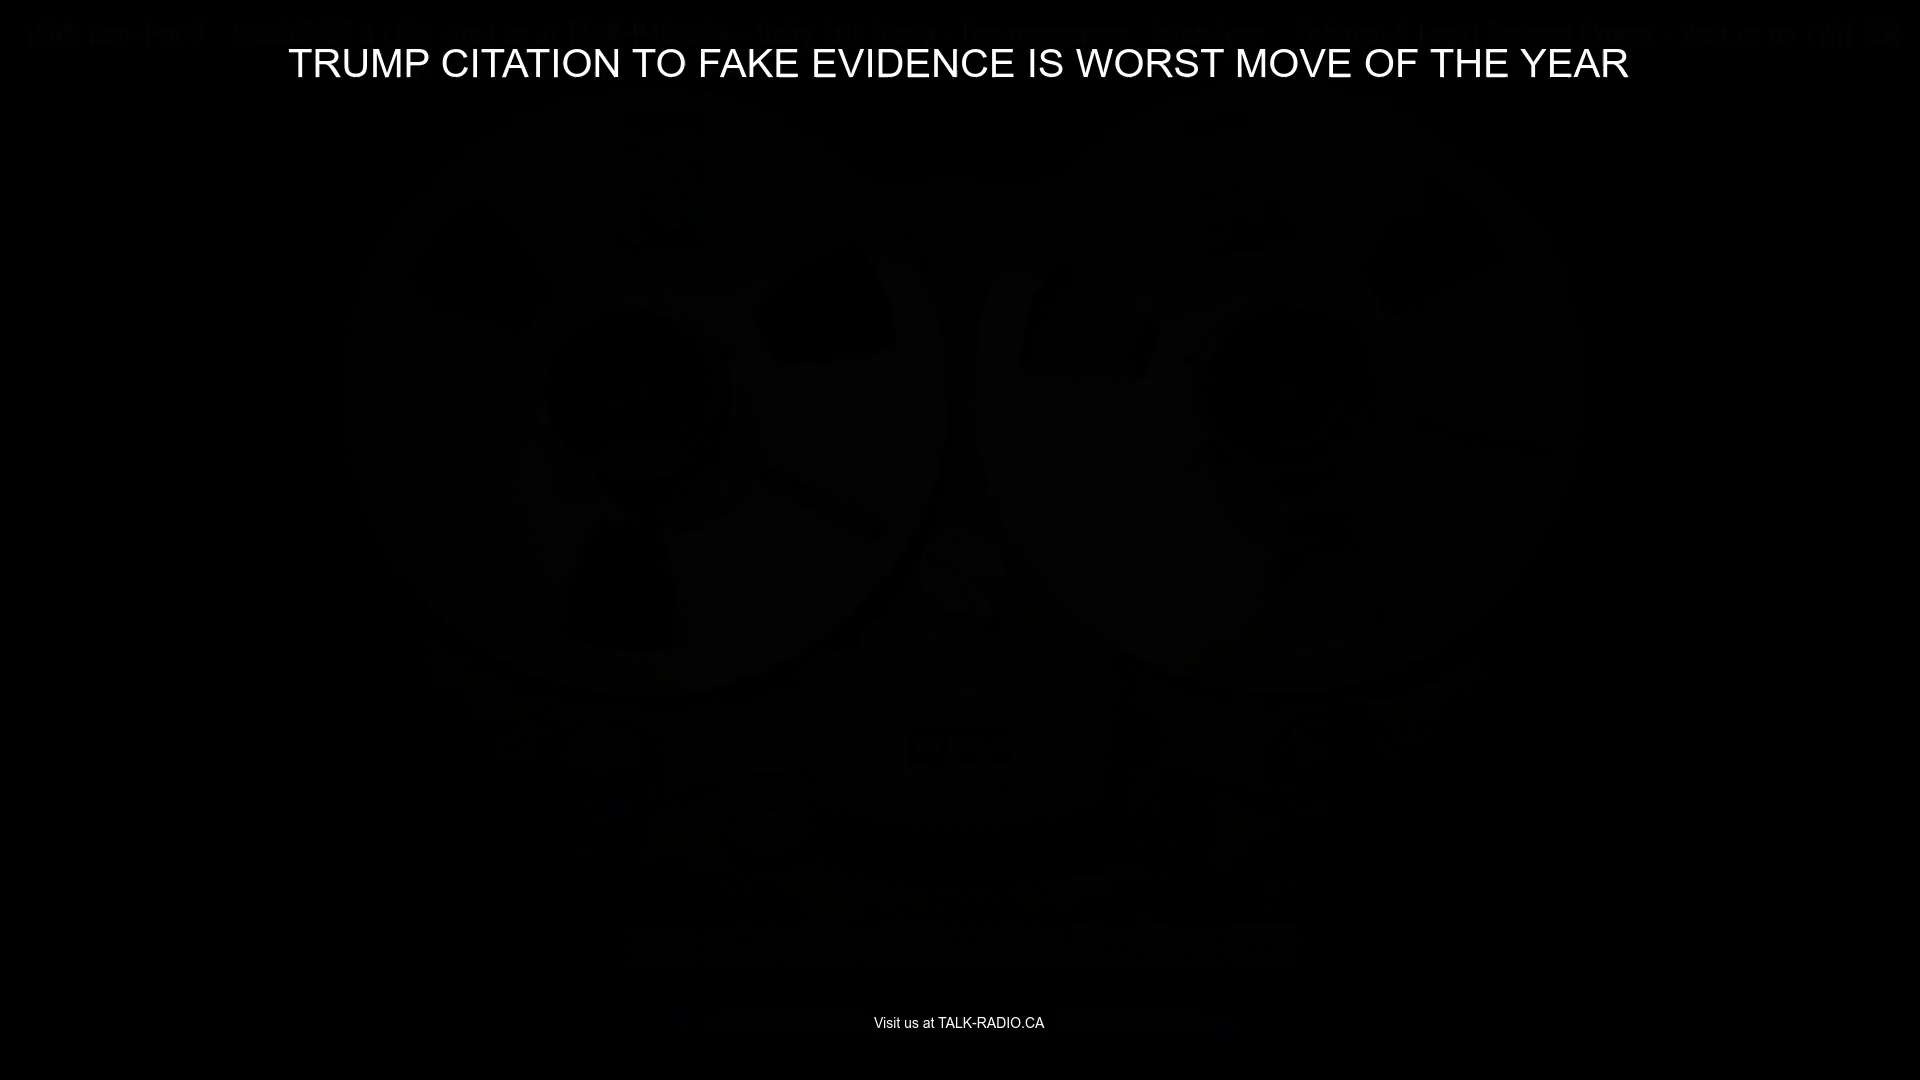 TRUMP CITATION TO FAKE EVIDENCE IS WORST MOVE OF THE YEAR
Visit us at TALK-RADIO.CA